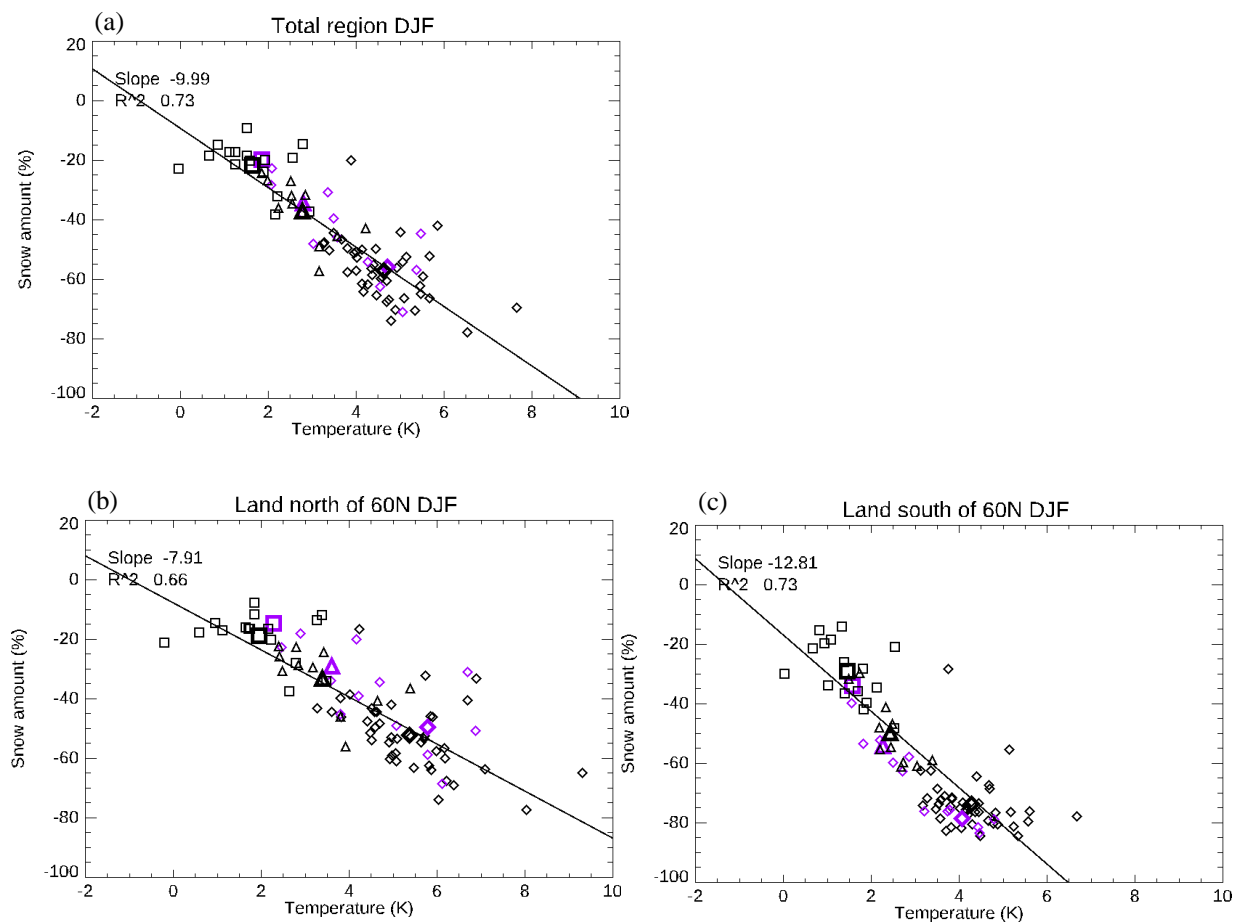 (a)
Total region DJF
Slope -9.99
R^2 0.73
20
0
-20
-40
-60
-80
-100
Snow amount (%)
-2 0 2 4 6 8 10
Temperature (K)
(b)
Land north of 60N DJF
Slope -7.91
R^2 0.66
20
0
-20
-40
-60
-80
-100
Snow amount (%)
-2 0 2 4 6 8 10
Temperature (K)
(c)
Land south of 60N DJF
Slope -12.81
R^2 0.73
20
0
-20
-40
-60
-80
-100
Snow amount (%)
-2 0 2 4 6 8 10
Temperature (K)